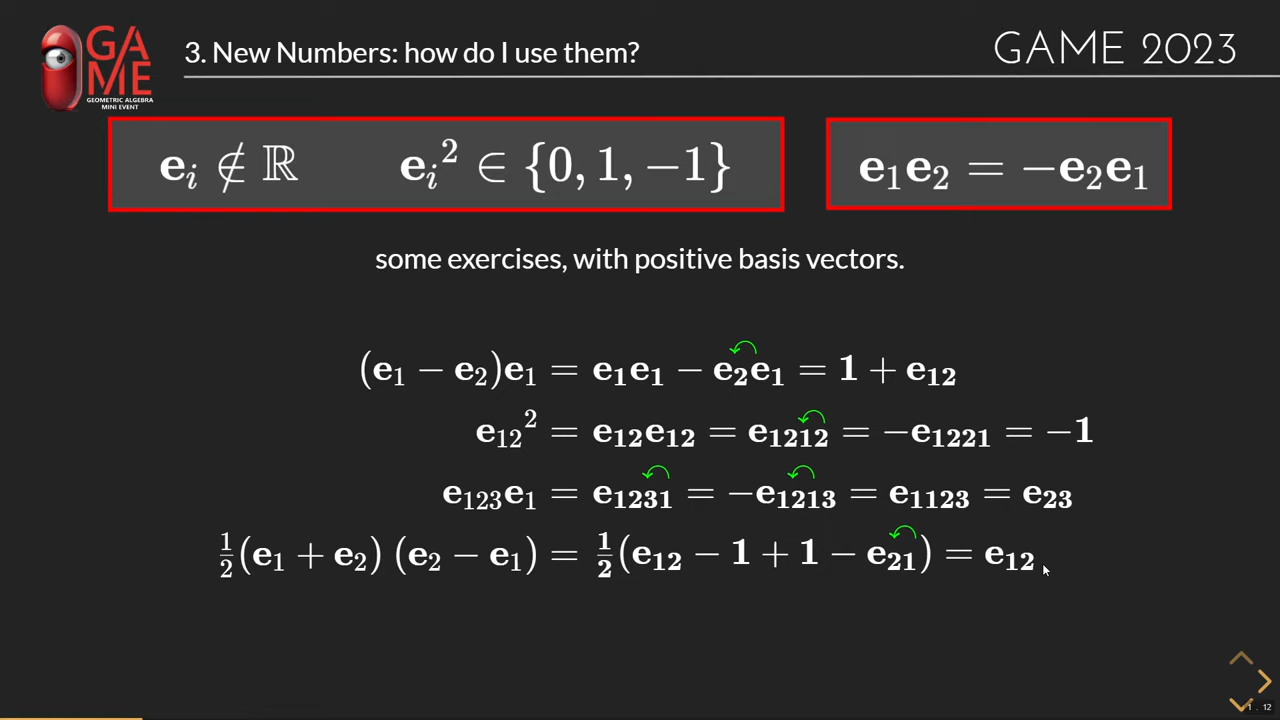 GAME
GEOMETRIC ALGEBRA
MINI EVENT
3. New Numbers: how do I use them?
GAME 2023
𝐞ᵢ ∉ ℝ 𝐞ᵢ² ∈ {0, 1, −1}
𝐞₁𝐞₂ = −𝐞₂𝐞₁
some exercises, with positive basis vectors.
(𝐞₁ − 𝐞₂)𝐞₁ = 𝐞₁𝐞₁ − 𝐞₂𝐞₁ = 1 + 𝐞₁₂
𝐞₁₂² = 𝐞₁₂𝐞₁₂ = 𝐞₁₂₁₂ = −𝐞₁₂₂₁ = −1
𝐞₁₂₃𝐞₁ = 𝐞₁₂₃₁ = −𝐞₁₂₁₃ = 𝐞₁₁₂₃ = 𝐞₂₃
½(𝐞₁ + 𝐞₂)(𝐞₂ − 𝐞₁) = ½(𝐞₁₂ − 1 + 1 − 𝐞₂₁) = 𝐞₁₂
1 . 12